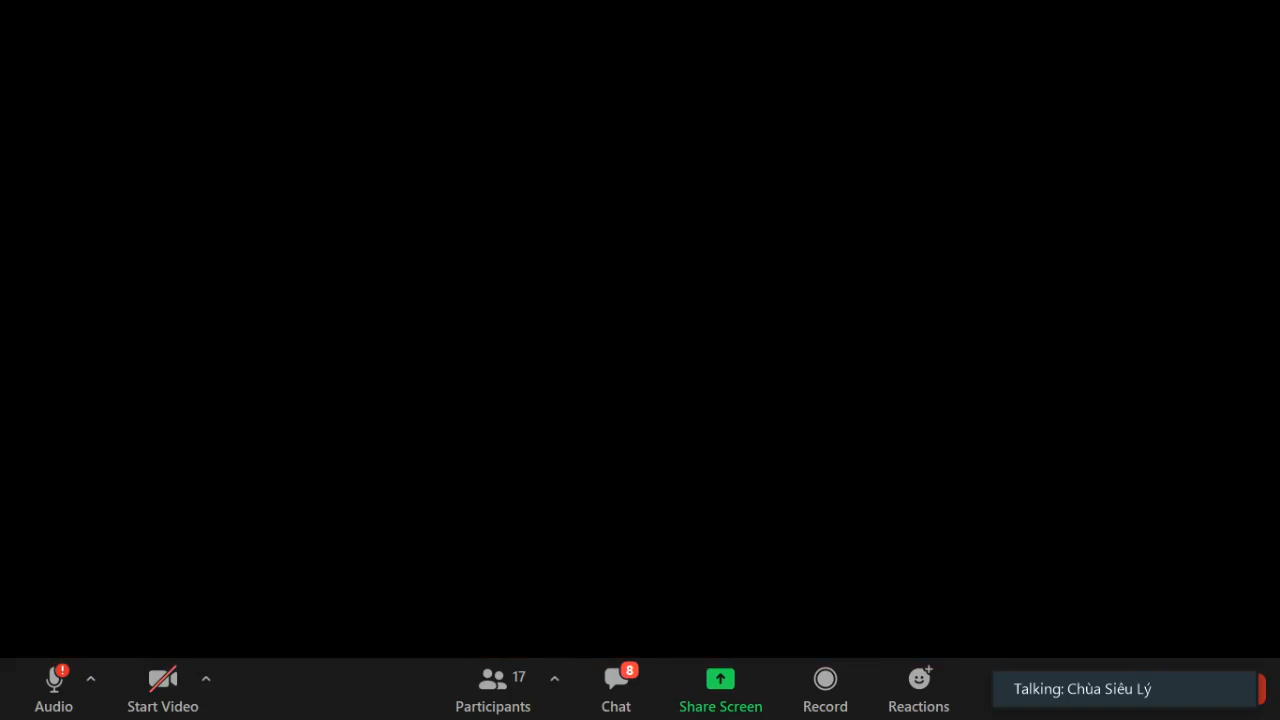 17
8
Audio
Start Video
Participants
Chat
Share Screen
Record
Reactions
Talking: Chùa Siêu Lý